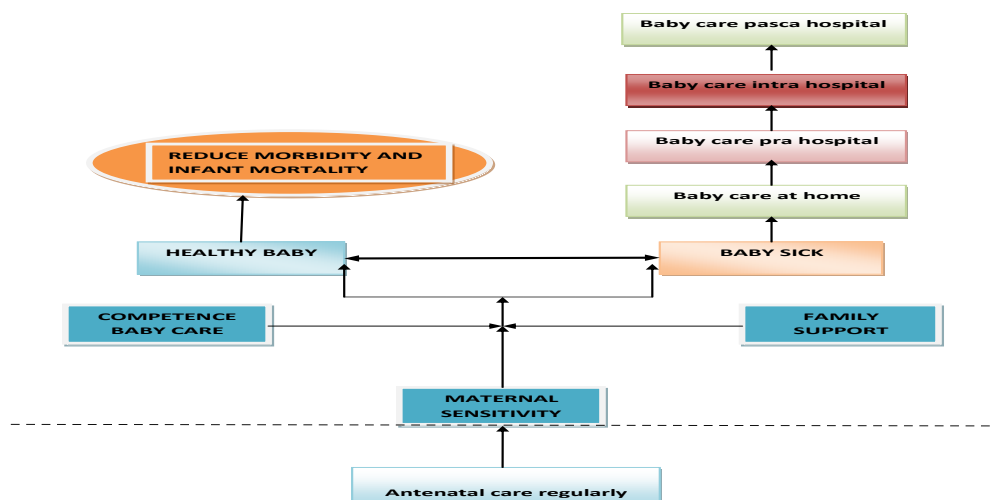 Baby care pasca hospital
Baby care intra hospital
Baby care pra hospital
REDUCE MORBIDITY AND
INFANT MORTALITY
Baby care at home
HEALTHY BABY
BABY SICK
COMPETENCE
BABY CARE
FAMILY
SUPPORT
MATERNAL
SENSITIVITY
Antenatal care regularly